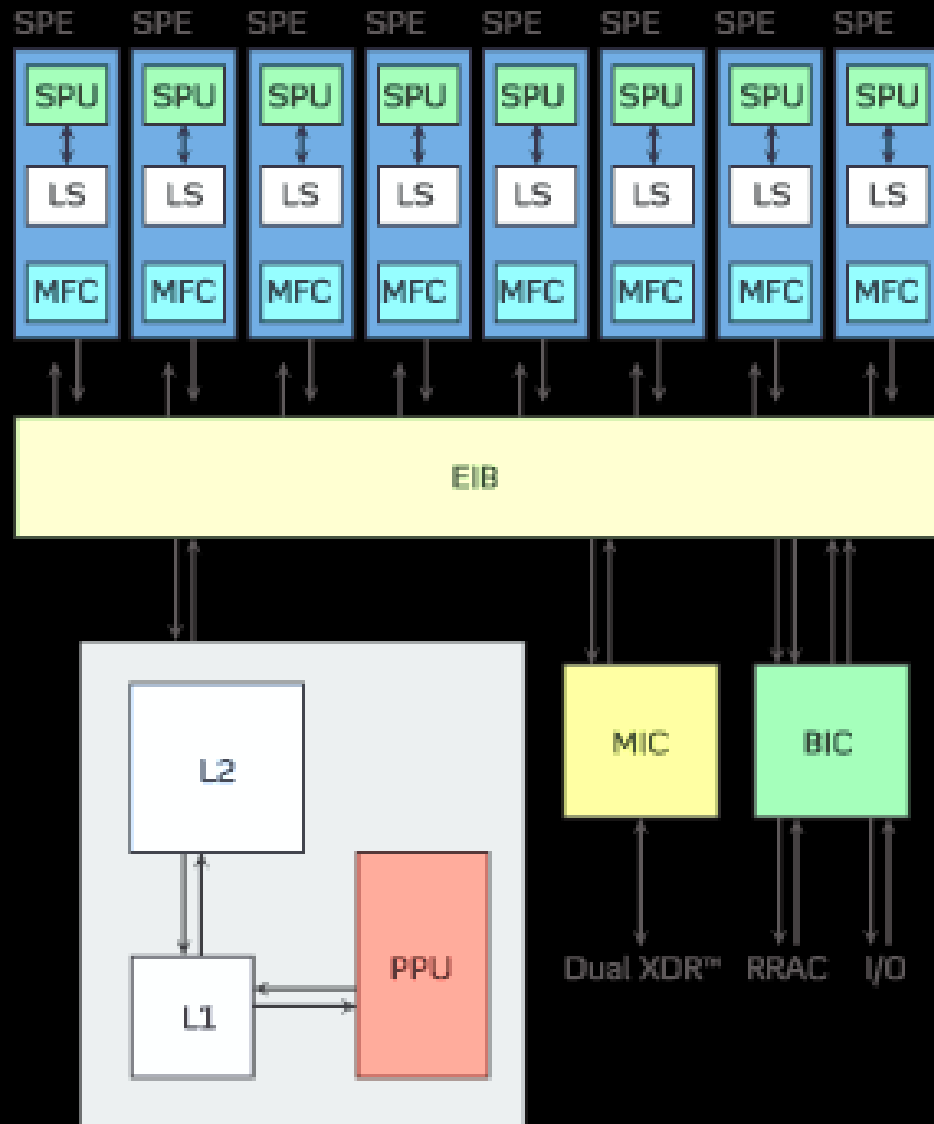 SPE SPE SPE SPE SPE SPE SPE SPE
SPU SPU SPU SPU SPU SPU SPU SPU
LS LS LS LS LS LS LS LS
MFC MFC MFC MFC MFC MFC MFC MFC
EIB
L2
MIC
BIC
L1
PPU
Dual XDR™ RRAC I/O